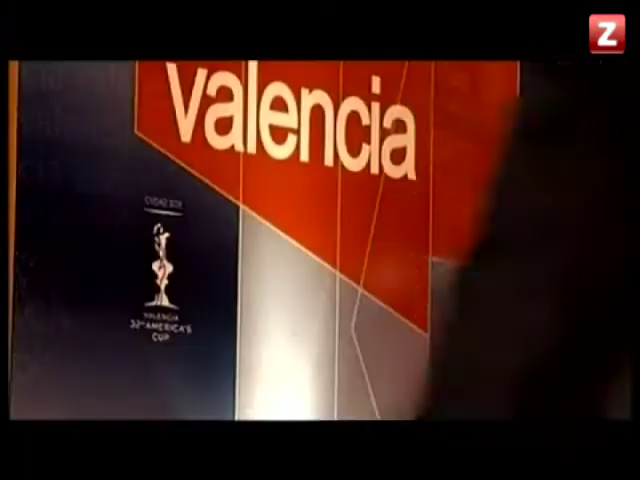 Z
Valencia
VALENCIA
32nd AMERICA'S
CUP